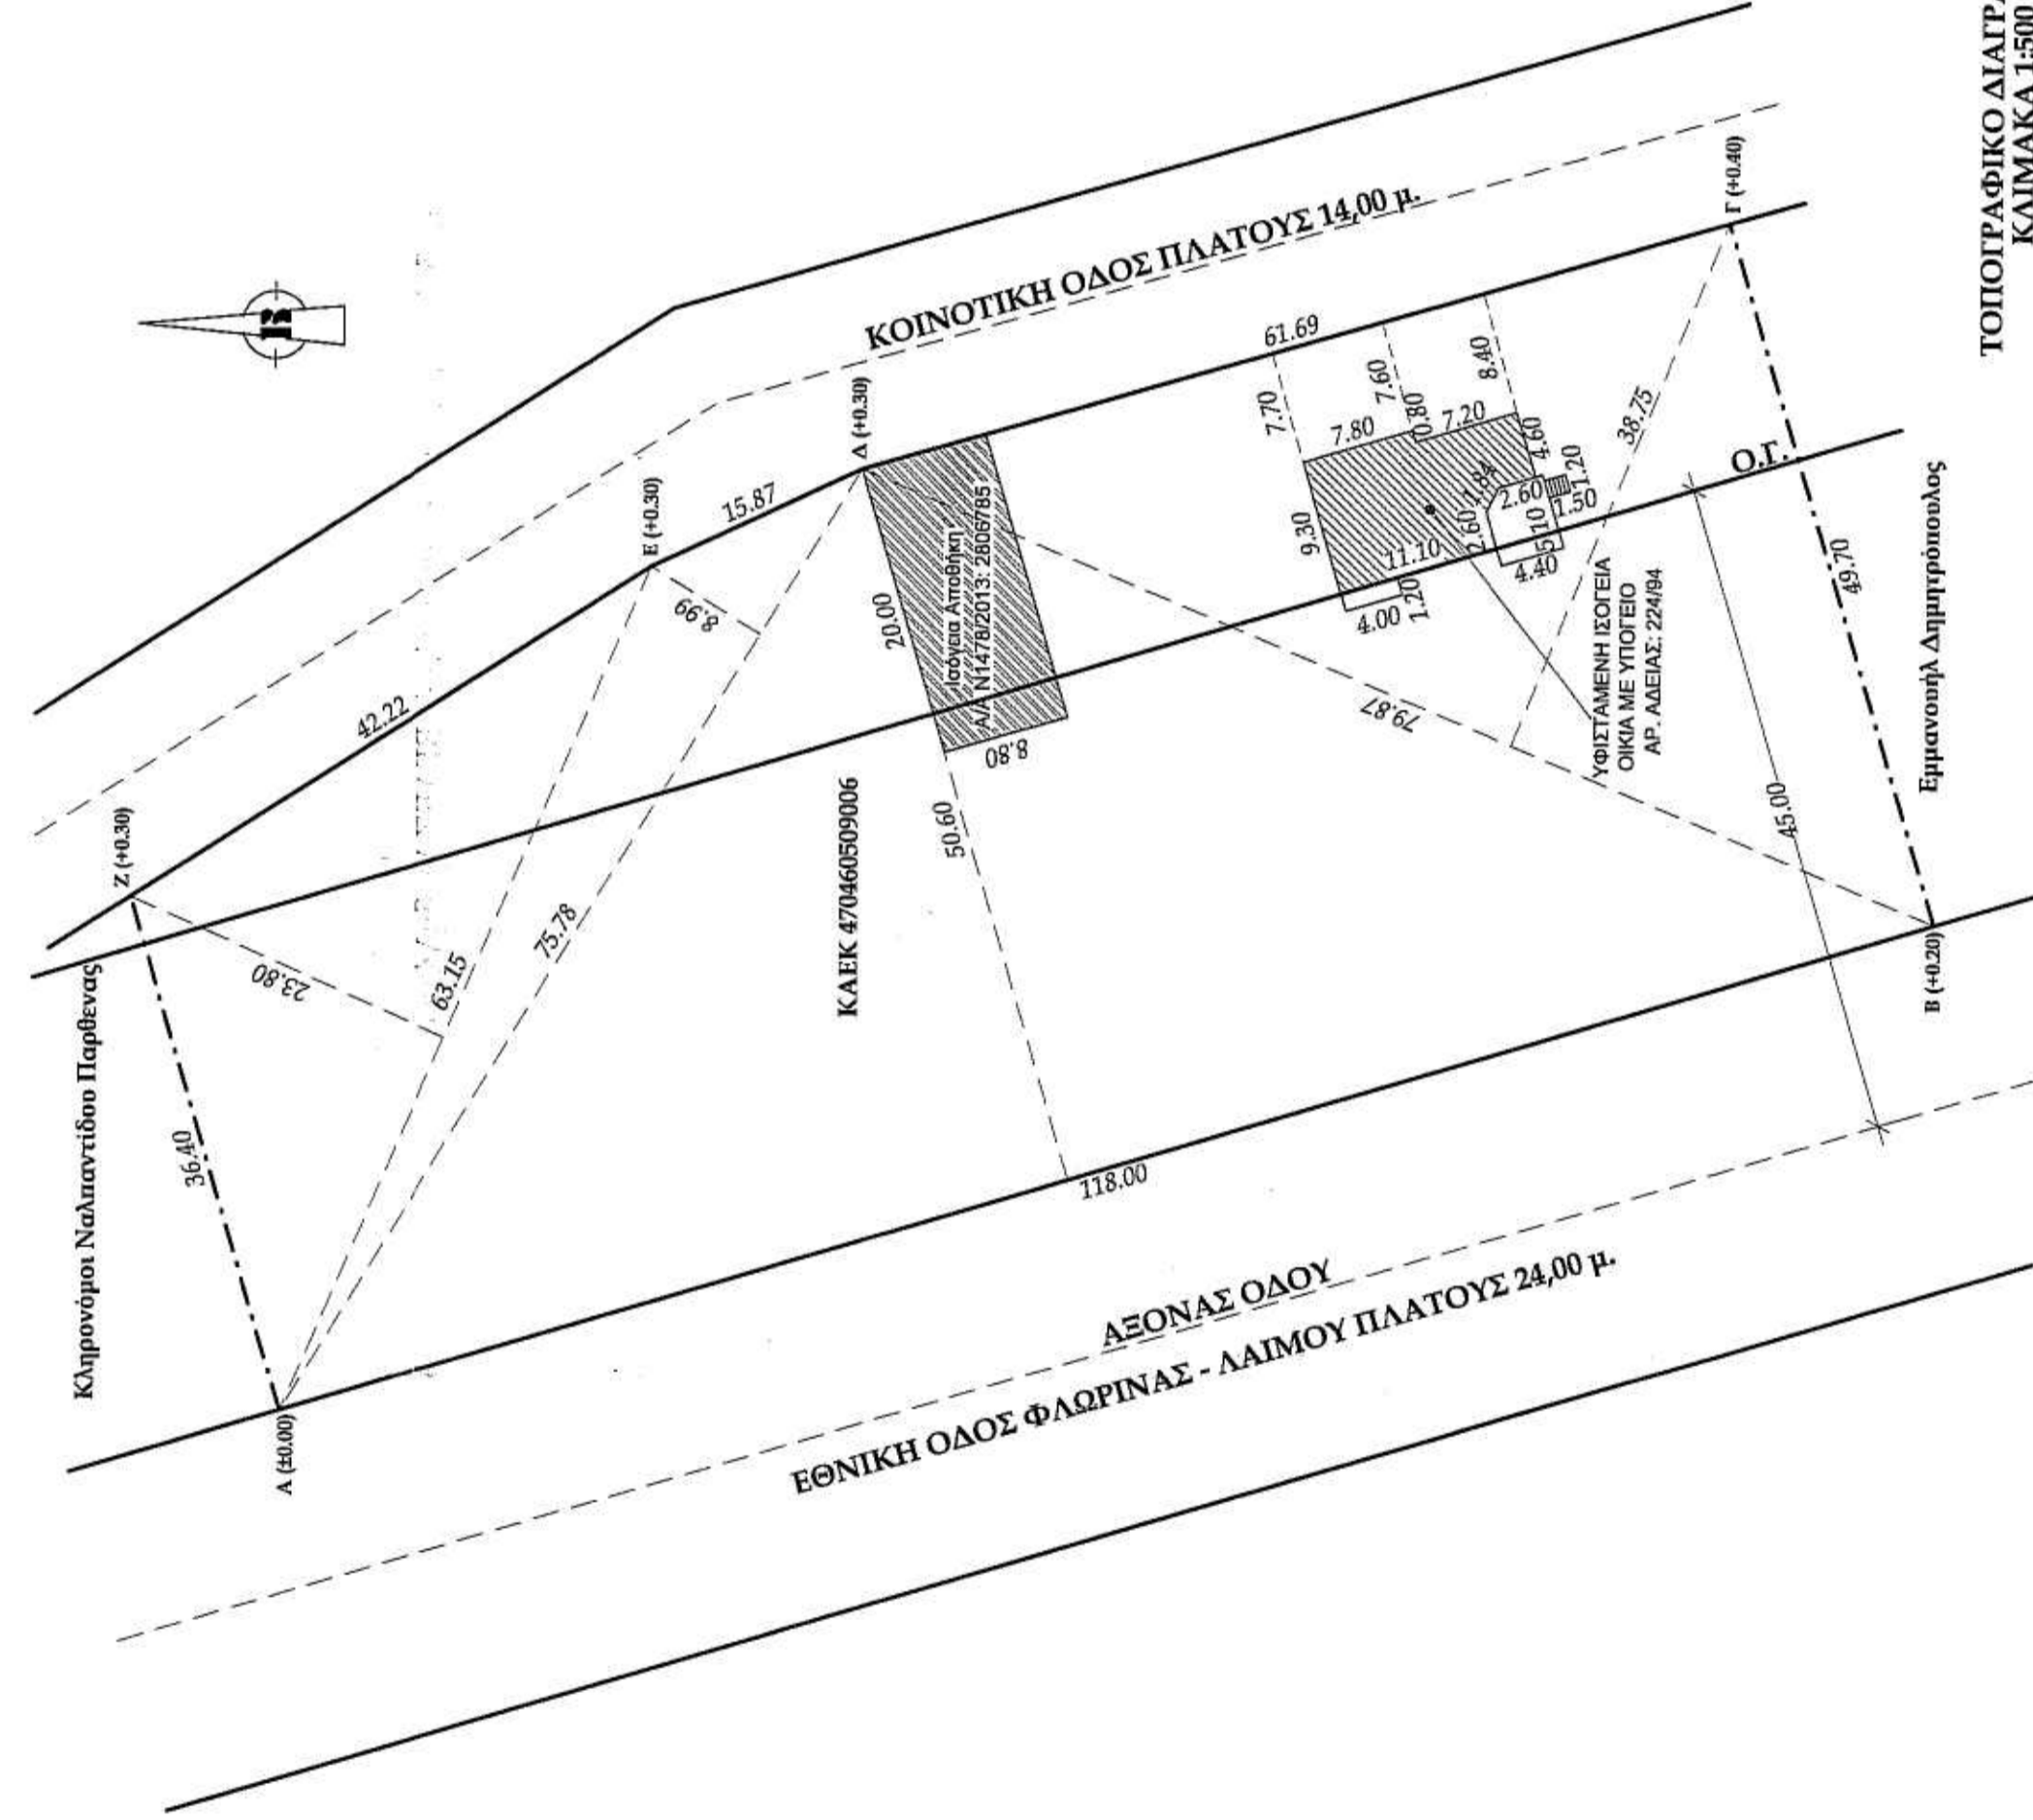 ΤΟΠΟΓΡΑΦΙΚΟ ΔΙΑΓΡΑ
ΚΛΙΜΑΚΑ 1:500
Β
Κληρονόμοι Ναλπαντίδου Παρθενας
Ζ (+0.30)
Ε (+0.30)
Δ (+0.30)
Γ (+0.40)
Α (±0.00)
Β (+0.20)
36.40
23.80
42.22
63.15
75.78
15.87
8.99
ΚΟΙΝΟΤΙΚΗ ΟΔΟΣ ΠΛΑΤΟΥΣ 14,00 μ.
61.69
20.00
Ισόγεια Αποθήκη
Α/Α Ν1478/2013: 2806785
8.80
50.60
ΚΑΕΚ 470460509006
7.70
7.60
8.40
7.80
0.80
7.20
4.60
9.30
11.10
1.84
2.60
2.60
1.20
1.50
5.10
4.40
4.00
1.20
38.75
79.87
ΥΦΙΣΤΑΜΕΝΗ ΙΣΟΓΕΙΑ
ΟΙΚΙΑ ΜΕ ΥΠΟΓΕΙΟ
ΑΡ. ΑΔΕΙΑΣ: 224/94
Ο.Γ.
49.70
45.00
Εμμανουήλ Δημητρόπουλος
118.00
ΑΞΟΝΑΣ ΟΔΟΥ
ΕΘΝΙΚΗ ΟΔΟΣ ΦΛΩΡΙΝΑΣ - ΛΑΙΜΟΥ ΠΛΑΤΟΥΣ 24,00 μ.